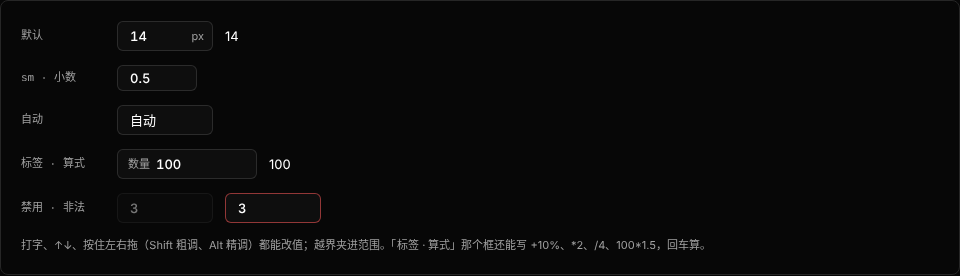 默认 14 px 14
sm · 小数 0.5
自动 自动
标签 · 算式 数量 100 100
禁用 · 非法 3 3
打字、↑↓、按住左右拖（Shift 粗调、Alt 精调）都能改值；越界夹进范围。「标签 · 算式」那个框还能写 +10%、*2、/4、100*1.5，回车算。